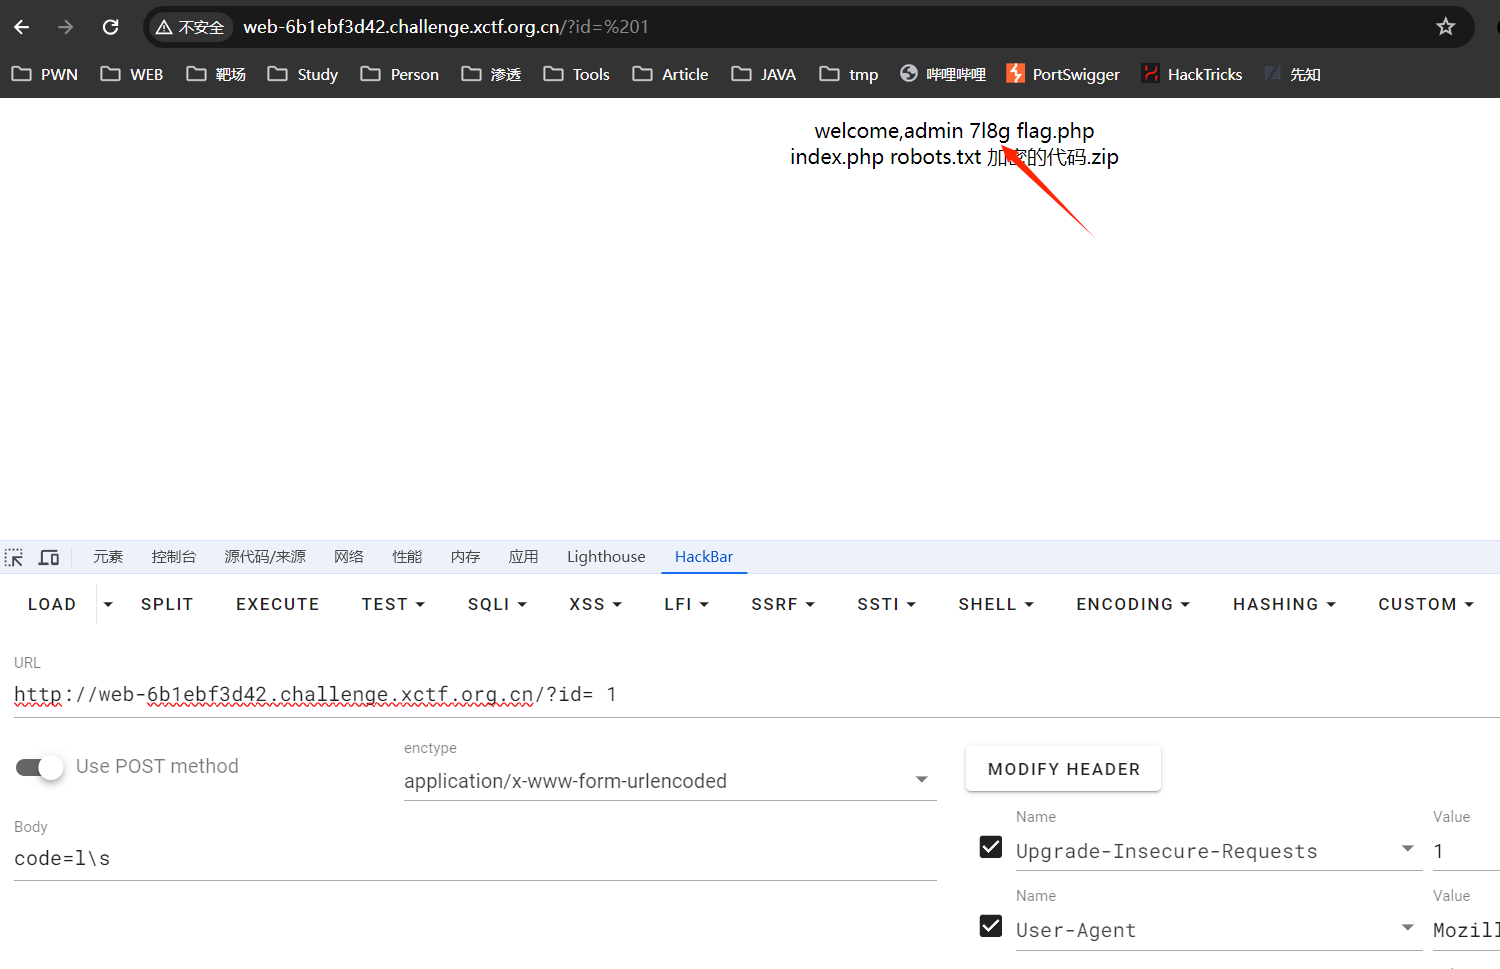 不安全 web-6b1ebf3d42.challenge.xctf.org.cn/?id=%201
PWN WEB 靶场 Study Person 渗透 Tools Article JAVA tmp 哔哩哔哩 PortSwigger HackTricks 先知
welcome,admin 7l8g flag.php
index.php robots.txt 加密的代码.zip
元素 控制台 源代码/来源 网络 性能 内存 应用 Lighthouse HackBar
LOAD SPLIT EXECUTE TEST SQLI XSS LFI SSRF SSTI SHELL ENCODING HASHING CUSTOM
URL
http://web-6b1ebf3d42.challenge.xctf.org.cn/?id= 1
Use POST method
enctype
application/x-www-form-urlencoded
MODIFY HEADER
Body
code=l\s
Name Value
Upgrade-Insecure-Requests 1
Name Value
User-Agent Mozill